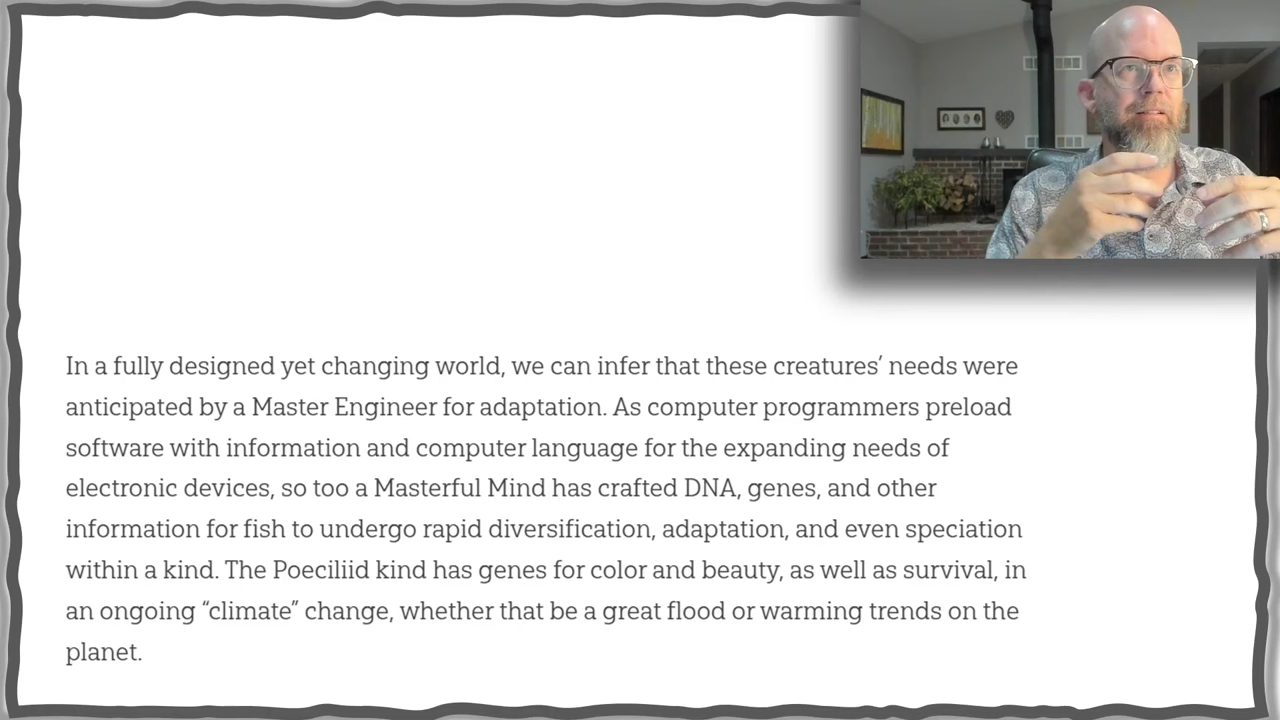 In a fully designed yet changing world, we can infer that these creatures’ needs were
anticipated by a Master Engineer for adaptation. As computer programmers preload
software with information and computer language for the expanding needs of
electronic devices, so too a Masterful Mind has crafted DNA, genes, and other
information for fish to undergo rapid diversification, adaptation, and even speciation
within a kind. The Poeciliid kind has genes for color and beauty, as well as survival, in
an ongoing “climate” change, whether that be a great flood or warming trends on the
planet.